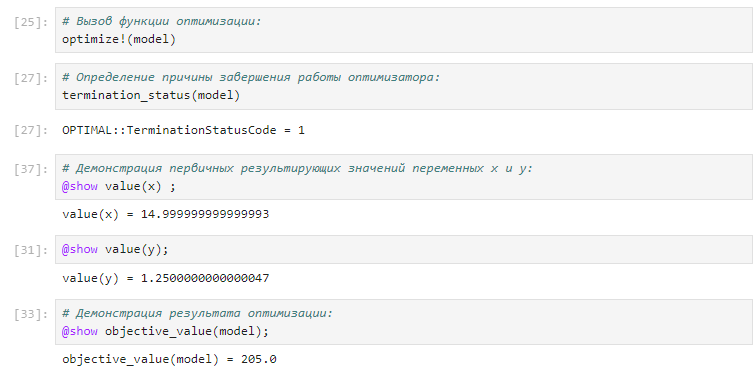 [25]: # Вызов функции оптимизации:
optimize!(model)
[27]: # Определение причины завершения работы оптимизатора:
termination_status(model)
[27]: OPTIMAL::TerminationStatusCode = 1
[37]: # Демонстрация первичных результирующих значений переменных x и y:
@show value(x) ;
value(x) = 14.999999999999993
[31]: @show value(y);
value(y) = 1.2500000000000047
[33]: # Демонстрация результата оптимизации:
@show objective_value(model);
objective_value(model) = 205.0